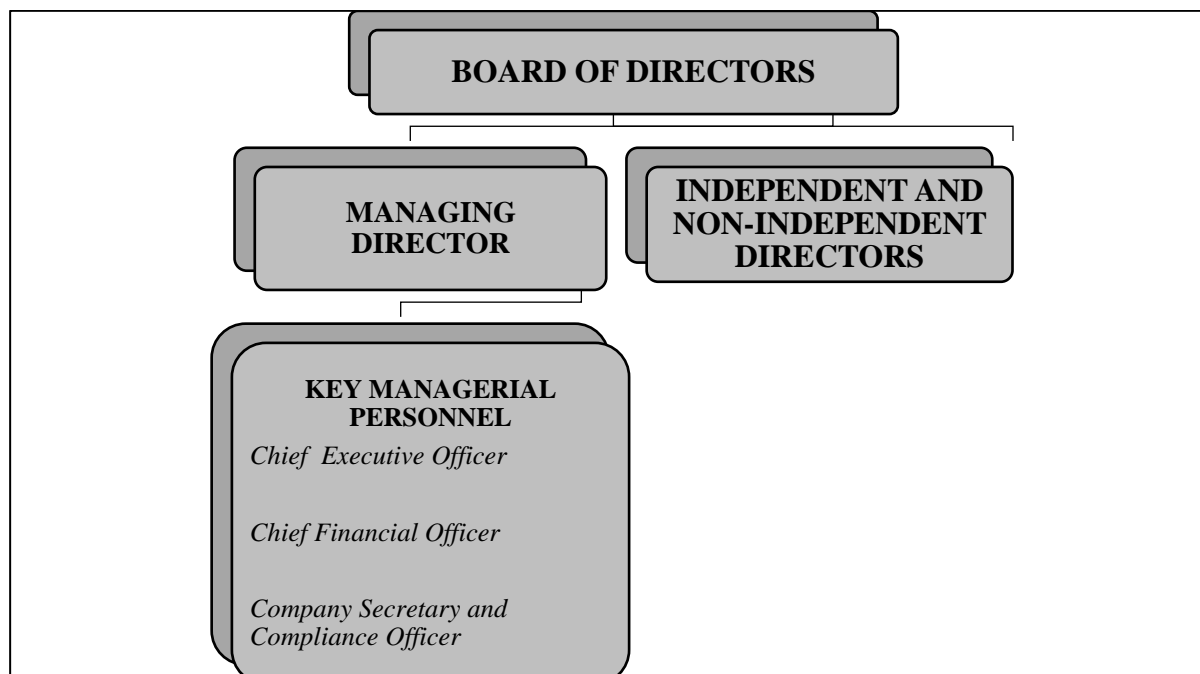 BOARD OF DIRECTORS
MANAGING
DIRECTOR
INDEPENDENT AND
NON-INDEPENDENT
DIRECTORS
KEY MANAGERIAL
PERSONNEL
Chief Executive Officer
Chief Financial Officer
Company Secretary and
Compliance Officer